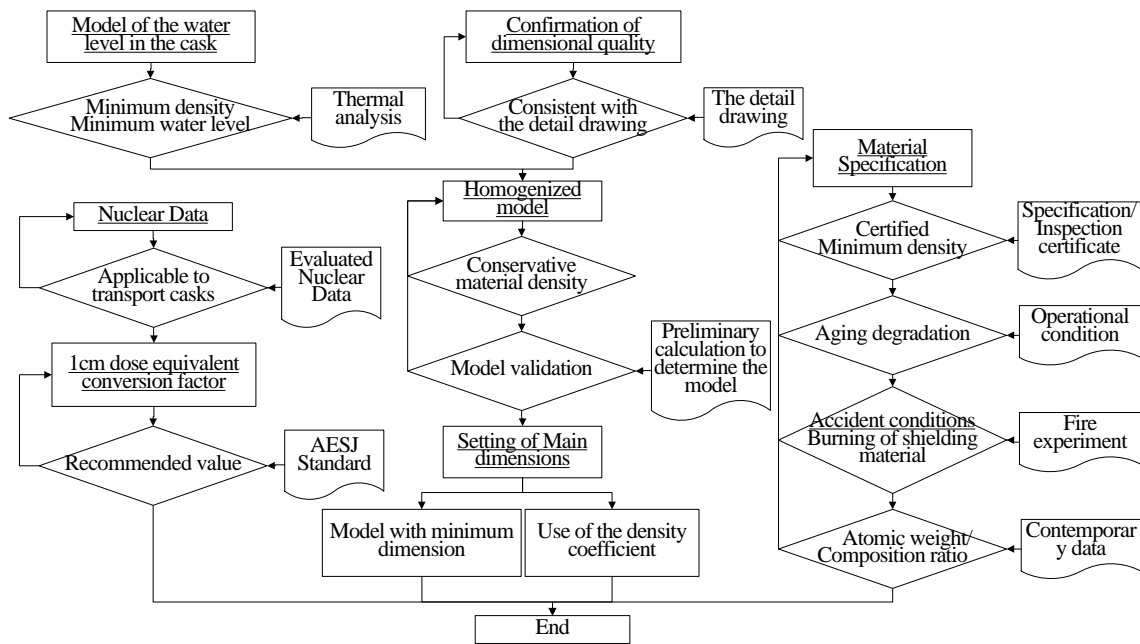 Model of the water
level in the cask
Minimum density
Minimum water level
Thermal
analysis
Confirmation of
dimensional quality
Consistent with
the detail drawing
The detail
drawing
Nuclear Data
Applicable to
transport casks
Evaluated
Nuclear
Data
1cm dose equivalent
conversion factor
Recommended value
AESJ
Standard
Homogenized
model
Conservative
material density
Model validation
Preliminary
calculation to
determine the
model
Setting of Main
dimensions
Model with minimum
dimension
Use of the density
coefficient
Material
Specification
Certified
Minimum density
Specification/
Inspection
certificate
Aging degradation
Operational
condition
Accident conditions
Burning of shielding
material
Fire
experiment
Atomic weight/
Composition ratio
Contemporar
y data
End